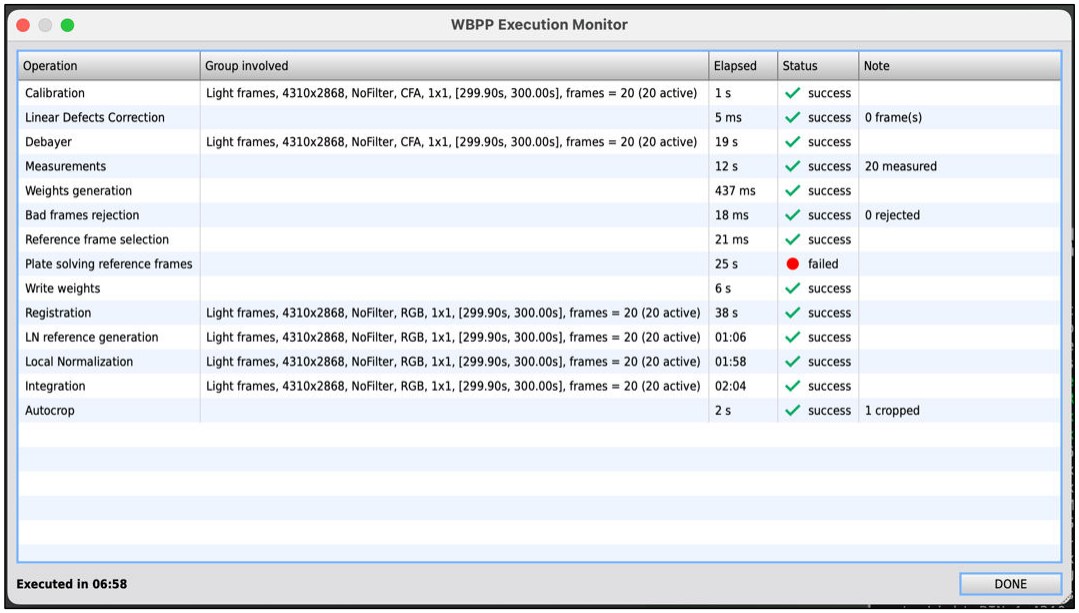 WBPP Execution Monitor
Operation Group involved Elapsed Status Note
Calibration Light frames, 4310x2868, NoFilter, CFA, 1x1, [299.90s, 300.00s], frames = 20 (20 active) 1 s success
Linear Defects Correction 5 ms success 0 frame(s)
Debayer Light frames, 4310x2868, NoFilter, CFA, 1x1, [299.90s, 300.00s], frames = 20 (20 active) 19 s success
Measurements 12 s success 20 measured
Weights generation 437 ms success
Bad frames rejection 18 ms success 0 rejected
Reference frame selection 21 ms success
Plate solving reference frames 25 s failed
Write weights 6 s success
Registration Light frames, 4310x2868, NoFilter, RGB, 1x1, [299.90s, 300.00s], frames = 20 (20 active) 38 s success
LN reference generation Light frames, 4310x2868, NoFilter, RGB, 1x1, [299.90s, 300.00s], frames = 20 (20 active) 01:06 success
Local Normalization Light frames, 4310x2868, NoFilter, RGB, 1x1, [299.90s, 300.00s], frames = 20 (20 active) 01:58 success
Integration Light frames, 4310x2868, NoFilter, RGB, 1x1, [299.90s, 300.00s], frames = 20 (20 active) 02:04 success
Autocrop 2 s success 1 cropped
Executed in 06:58 DONE